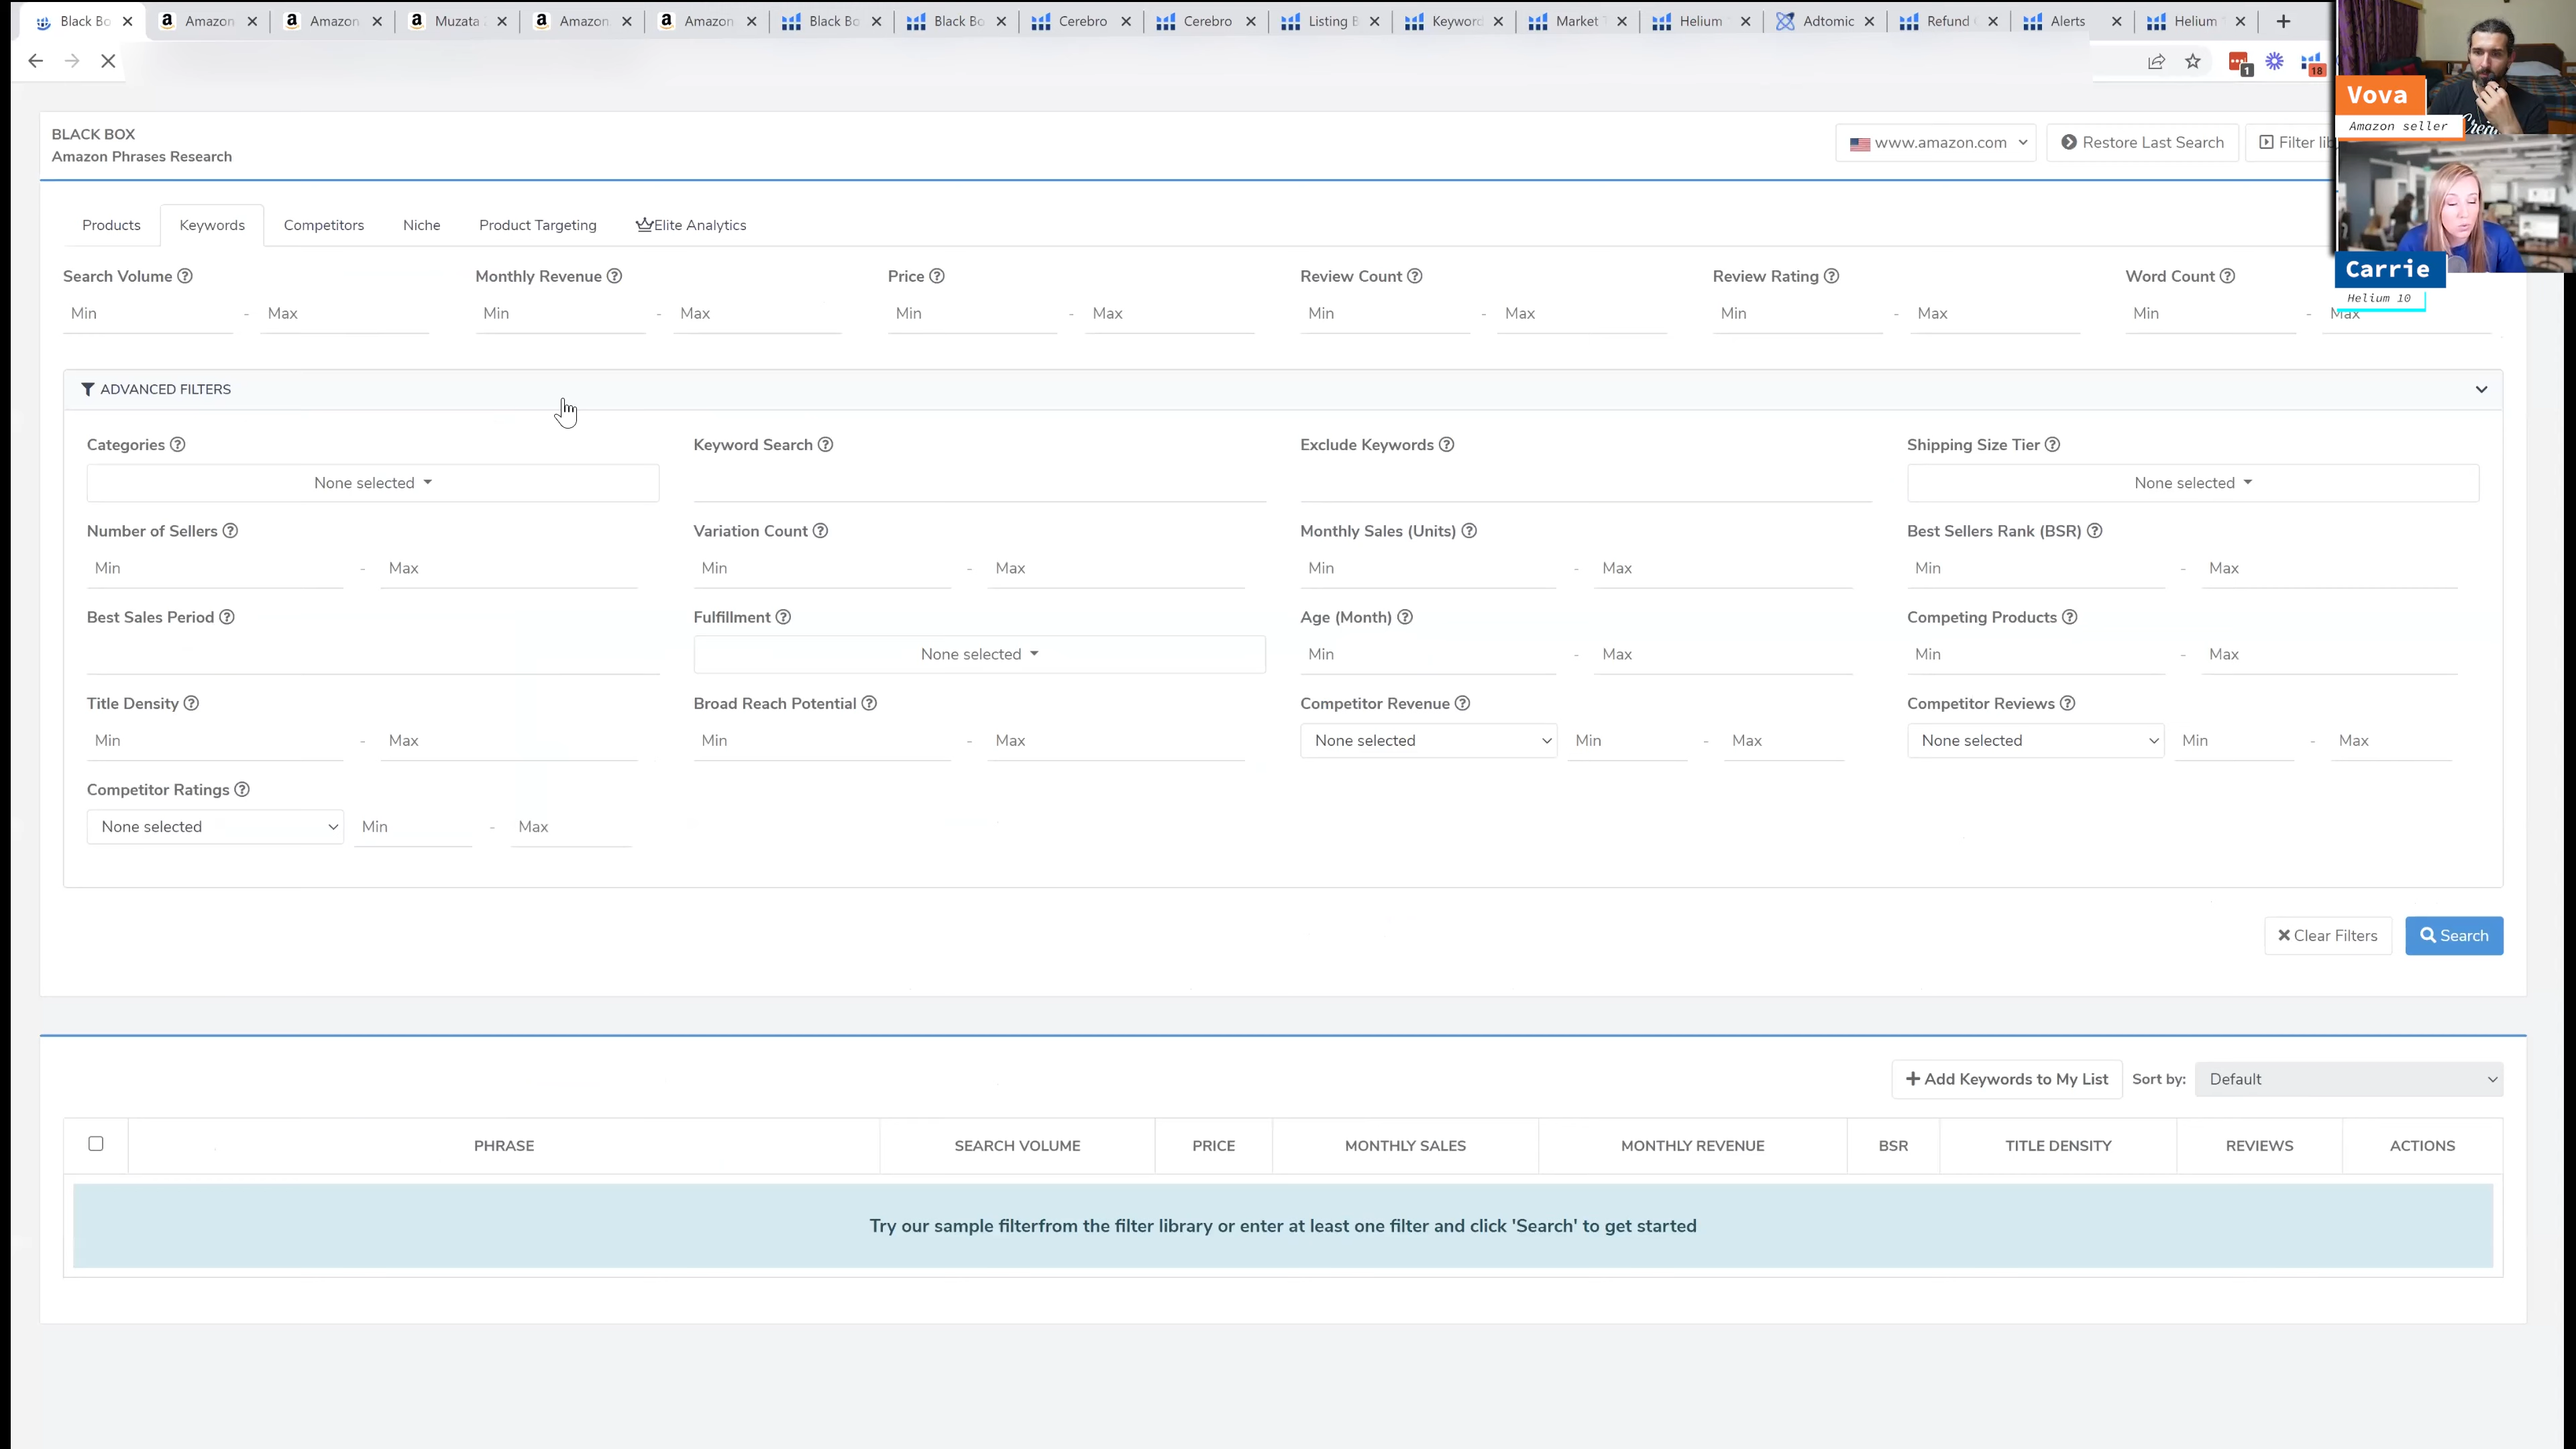 Black Bo
Amazon
Amazon
Muzata
Amazon
Amazon
Black Bo
Black Bo
Cerebro
Cerebro
Listing B
Keyword
Market T
Helium
Adtomic
Refund
Alerts
Helium
1
18
Vova
Amazon seller
Carrie
Helium 10
BLACK BOX
Amazon Phrases Research
www.amazon.com
Restore Last Search
Filter lib
Products
Keywords
Competitors
Niche
Product Targeting
Elite Analytics
Search Volume
Monthly Revenue
Price
Review Count
Review Rating
Word Count
Min - Max
Min - Max
Min - Max
Min - Max
Min - Max
Min - Max
ADVANCED FILTERS
Categories
Keyword Search
Exclude Keywords
Shipping Size Tier
None selected
None selected
Number of Sellers
Variation Count
Monthly Sales (Units)
Best Sellers Rank (BSR)
Min - Max
Min - Max
Min - Max
Min - Max
Best Sales Period
Fulfillment
Age (Month)
Competing Products
None selected
Min - Max
Min - Max
Title Density
Broad Reach Potential
Competitor Revenue
Competitor Reviews
Min - Max
Min - Max
None selected Min - Max
None selected Min - Max
Competitor Ratings
None selected Min - Max
Clear Filters
Search
Add Keywords to My List
Sort by: Default
PHRASE
SEARCH VOLUME
PRICE
MONTHLY SALES
MONTHLY REVENUE
BSR
TITLE DENSITY
REVIEWS
ACTIONS
Try our sample filterfrom the filter library or enter at least one filter and click 'Search' to get started